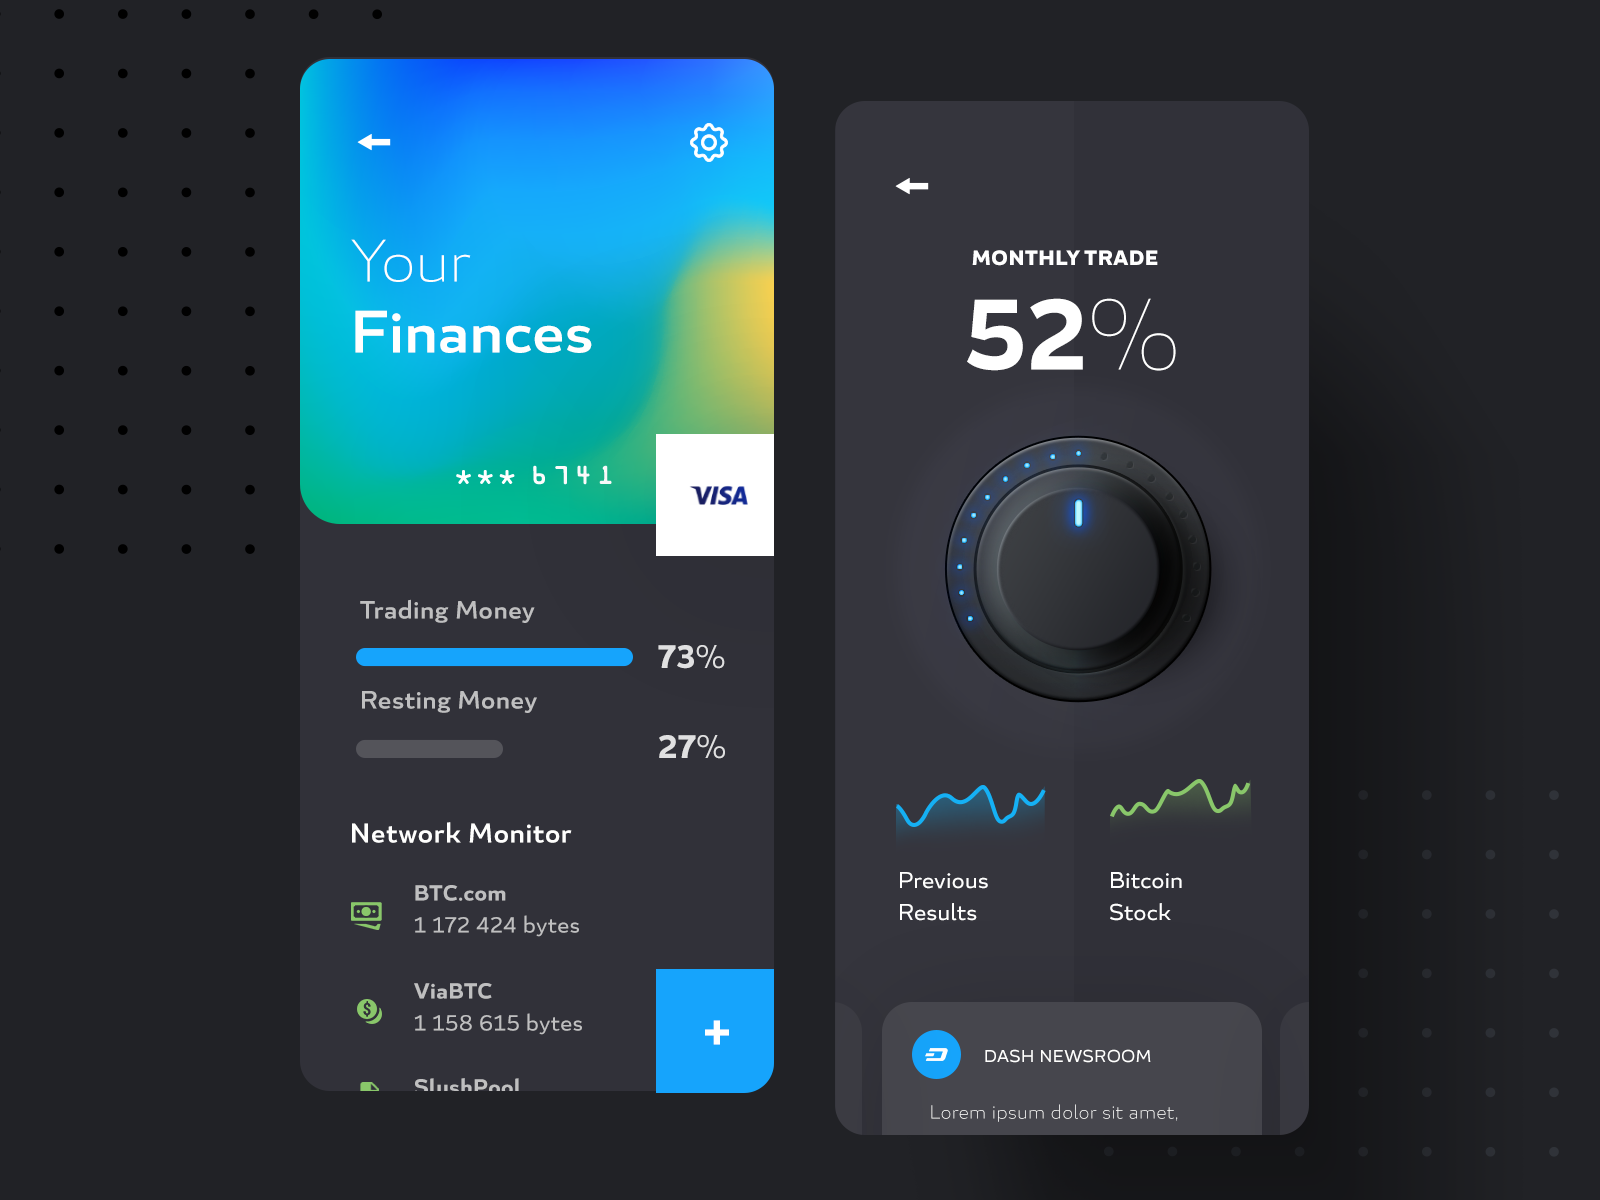 Your
Finances
*** 6741
VISA
Trading Money
73%
Resting Money
27%
Network Monitor
BTC.com
1 172 424 bytes
ViaBTC
1 158 615 bytes
SlushPool
MONTHLY TRADE
52%
Previous
Results
Bitcoin
Stock
DASH NEWSROOM
Lorem ipsum dolor sit amet,